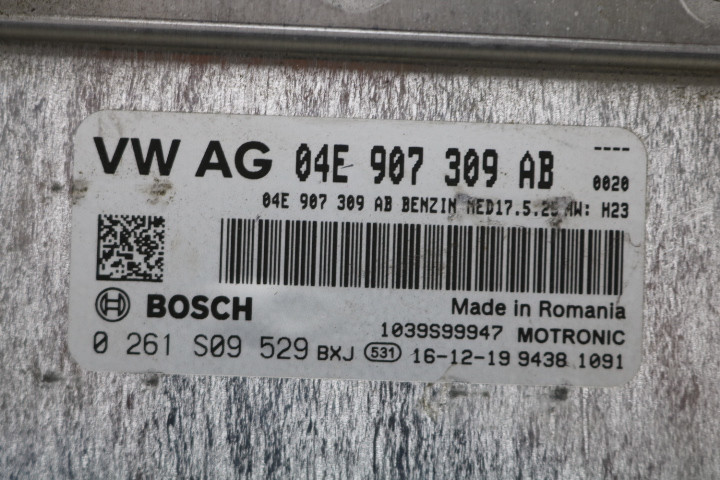 VW AG 04E 907 309 AB ----
0020
04E 907 309 AB BENZIN MED17.5.25 HW: H23
BOSCH
Made in Romania
1039S99947 MOTRONIC
0 261 S09 529 BXJ 531 16-12-19 9438 1091